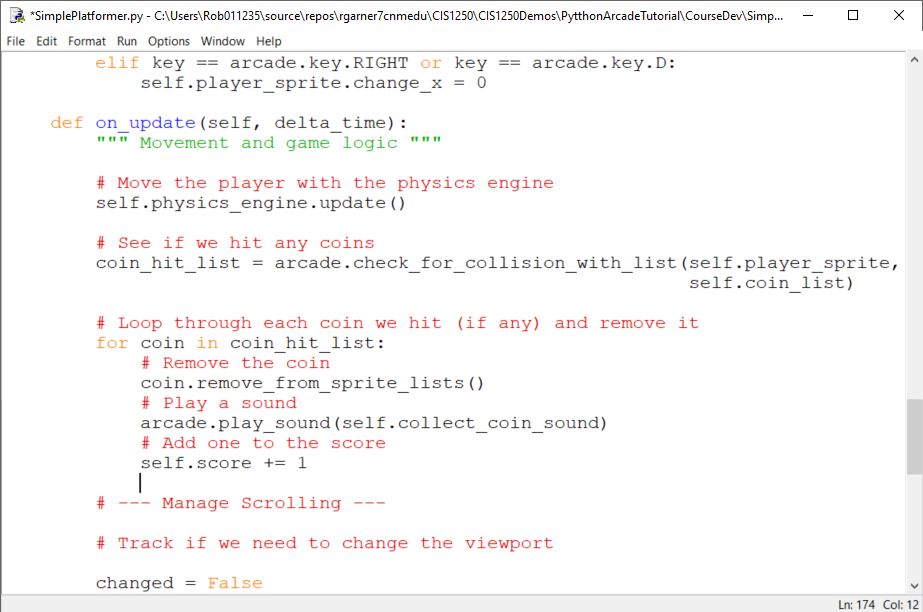 *SimplePlatformer.py - C:\Users\Rob011235\source\repos\rgarner7cnmedu\CIS1250\CIS1250Demos\PytthonArcadeTutorial\CourseDev\Simp...
File Edit Format Run Options Window Help
elif key == arcade.key.RIGHT or key == arcade.key.D:
self.player_sprite.change_x = 0
def on_update(self, delta_time):
""" Movement and game logic """
# Move the player with the physics engine
self.physics_engine.update()
# See if we hit any coins
coin_hit_list = arcade.check_for_collision_with_list(self.player_sprite,
self.coin_list)
# Loop through each coin we hit (if any) and remove it
for coin in coin_hit_list:
# Remove the coin
coin.remove_from_sprite_lists()
# Play a sound
arcade.play_sound(self.collect_coin_sound)
# Add one to the score
self.score += 1
# --- Manage Scrolling ---
# Track if we need to change the viewport
changed = False
Ln: 174 Col: 12